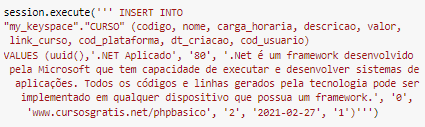 session.execute(''' INSERT INTO
"my_keyspace"."CURSO" (codigo, nome, carga_horaria, descricao, valor,
link_curso, cod_plataforma, dt_criacao, cod_usuario)
VALUES (uuid(),'.NET Aplicado', '80', '.Net é um framework desenvolvido
pela Microsoft que tem capacidade de executar e desenvolver sistemas de
aplicações. Todos os códigos e linhas gerados pela tecnologia pode ser
implementado em qualquer dispositivo que possua um framework.', '0',
'www.cursosgratis.net/phpbasico', '2', '2021-02-27', '1')''')